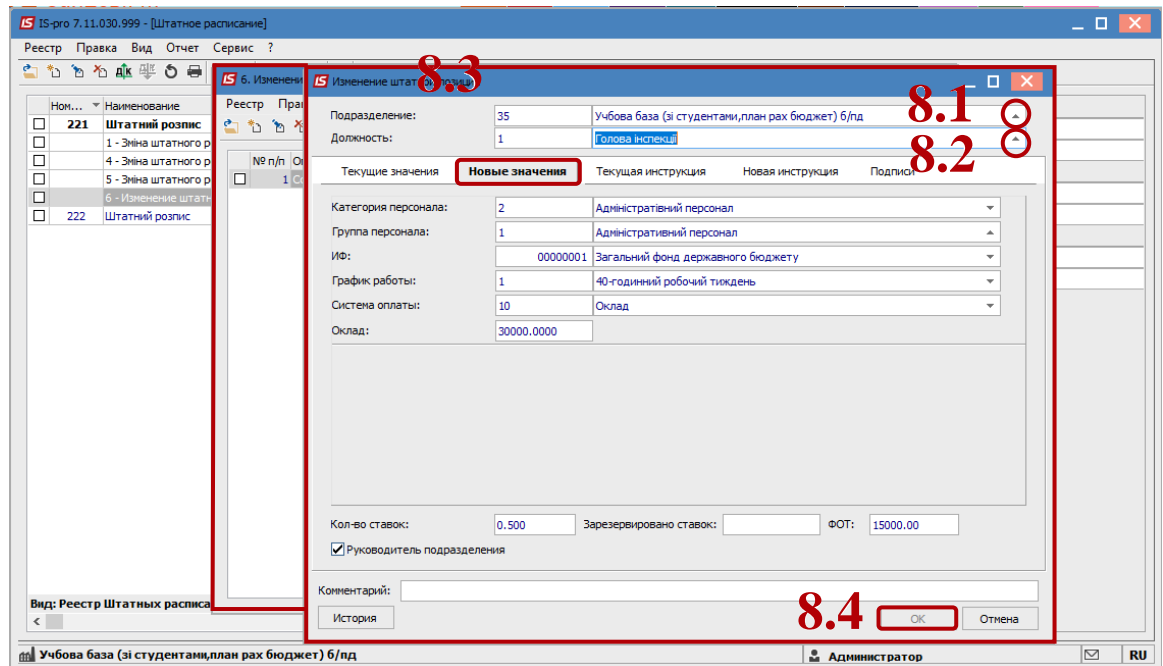 IS-pro 7.11.030.999 - [Штатное расписание]
Реестр Правка Вид Отчет Сервис ?
Ном... Наименование
221 Штатний розпис
1 - Зміна штатного р
4 - Зміна штатного р
5 - Зміна штатного р
6 - Изменение штатн
222 Штатний розпис
Вид: Реестр Штатных расписа
6. Изменени
Реестр Прав
№ п/п Оп
1
Изменение штатной позиции
8.3
Подразделение: 35 Учбова база (зі студентами,план рах бюджет) б/пд
8.1
Должность: 1 Голова інспекції
8.2
Текущие значения Новые значения Текущая инструкция Новая инструкция Подписи
Категория персонала: 2 Адміністратівний персонал
Группа персонала: 1 Адміністративний персонал
ИФ: 00000001 Загальний фонд державного бюджету
График работы: 1 40-годинний робочий тиждень
Система оплаты: 10 Оклад
Оклад: 30000.0000
Кол-во ставок: 0.500 Зарезервировано ставок: ФОТ: 15000.00
Руководитель подразделения
Комментарий:
История 8.4 OK Отмена
Учбова база (зі студентами,план рах бюджет) б/пд Администратор RU